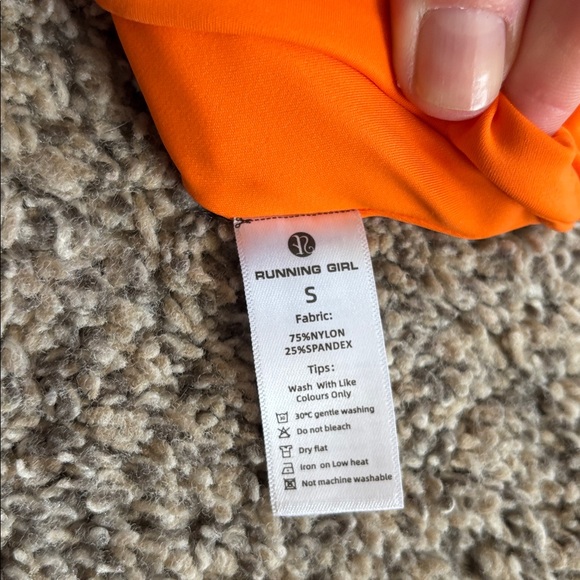 RUNNING GIRL
S
Fabric:
75%NYLON
25%SPANDEX
Tips:
Wash With Like
Colours Only
30℃ gentle washing
Do not bleach
Dry flat
Iron on Low heat
Not machine washable